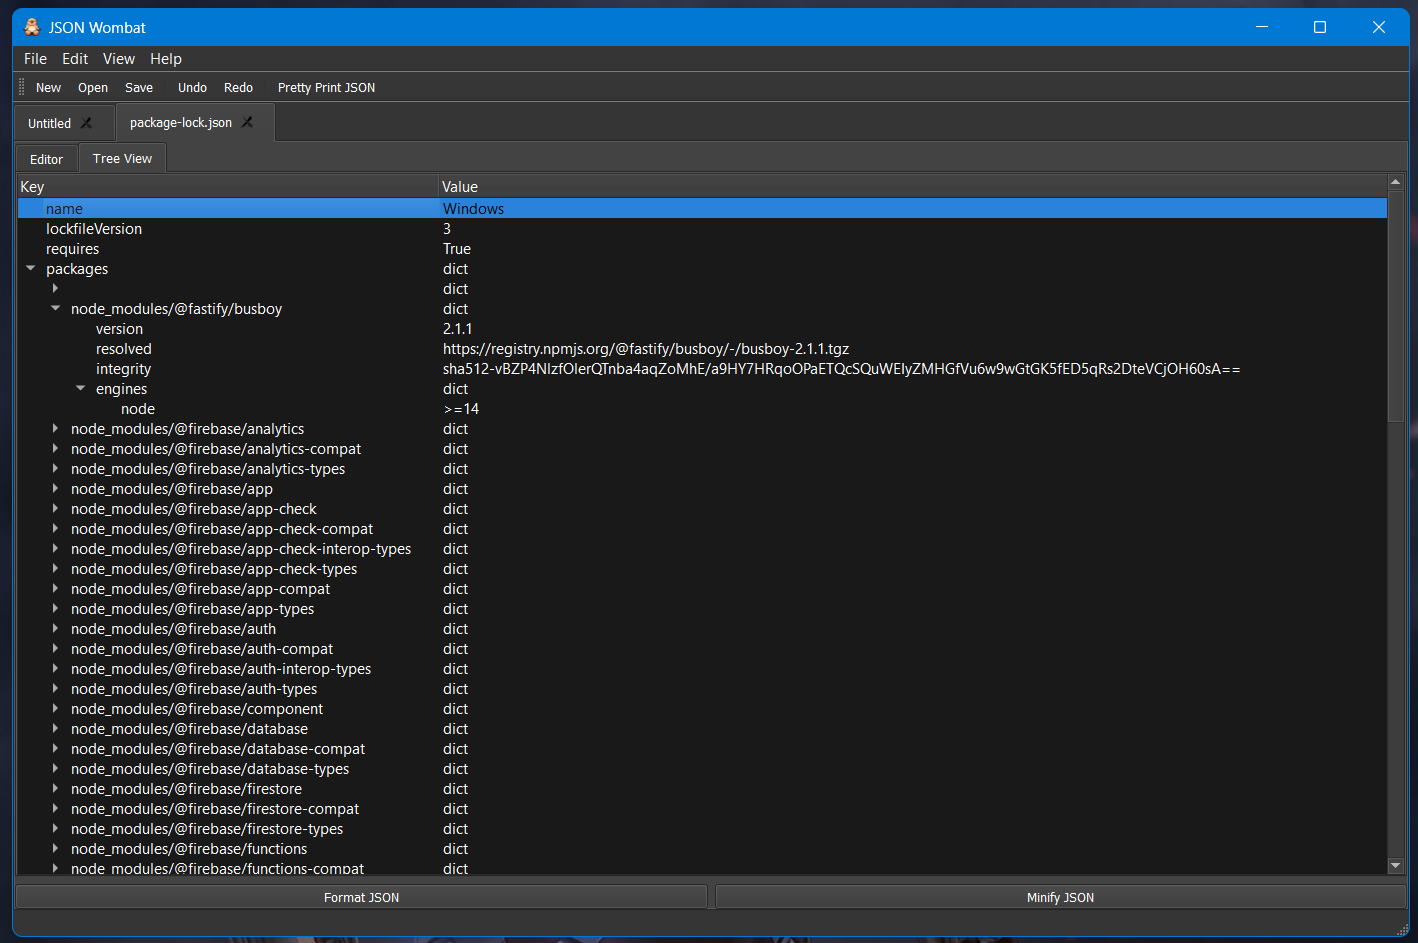 JSON Wombat
File Edit View Help
New Open Save Undo Redo Pretty Print JSON
Untitled package-lock.json
Editor Tree View
Key Value
name Windows
lockfileVersion 3
requires True
packages dict
dict
node_modules/@fastify/busboy dict
version 2.1.1
resolved https://registry.npmjs.org/@fastify/busboy/-/busboy-2.1.1.tgz
integrity sha512-vBZP4NlzfOlerQTnba4aqZoMhE/a9HY7HRqoOPaETQcSQuWEIyZMHGfVu6w9wGtGK5fED5qRs2DteVCjOH60sA==
engines dict
node >=14
node_modules/@firebase/analytics dict
node_modules/@firebase/analytics-compat dict
node_modules/@firebase/analytics-types dict
node_modules/@firebase/app dict
node_modules/@firebase/app-check dict
node_modules/@firebase/app-check-compat dict
node_modules/@firebase/app-check-interop-types dict
node_modules/@firebase/app-check-types dict
node_modules/@firebase/app-compat dict
node_modules/@firebase/app-types dict
node_modules/@firebase/auth dict
node_modules/@firebase/auth-compat dict
node_modules/@firebase/auth-interop-types dict
node_modules/@firebase/auth-types dict
node_modules/@firebase/component dict
node_modules/@firebase/database dict
node_modules/@firebase/database-compat dict
node_modules/@firebase/database-types dict
node_modules/@firebase/firestore dict
node_modules/@firebase/firestore-compat dict
node_modules/@firebase/firestore-types dict
node_modules/@firebase/functions dict
node_modules/@firebase/functions-compat dict
Format JSON Minify JSON